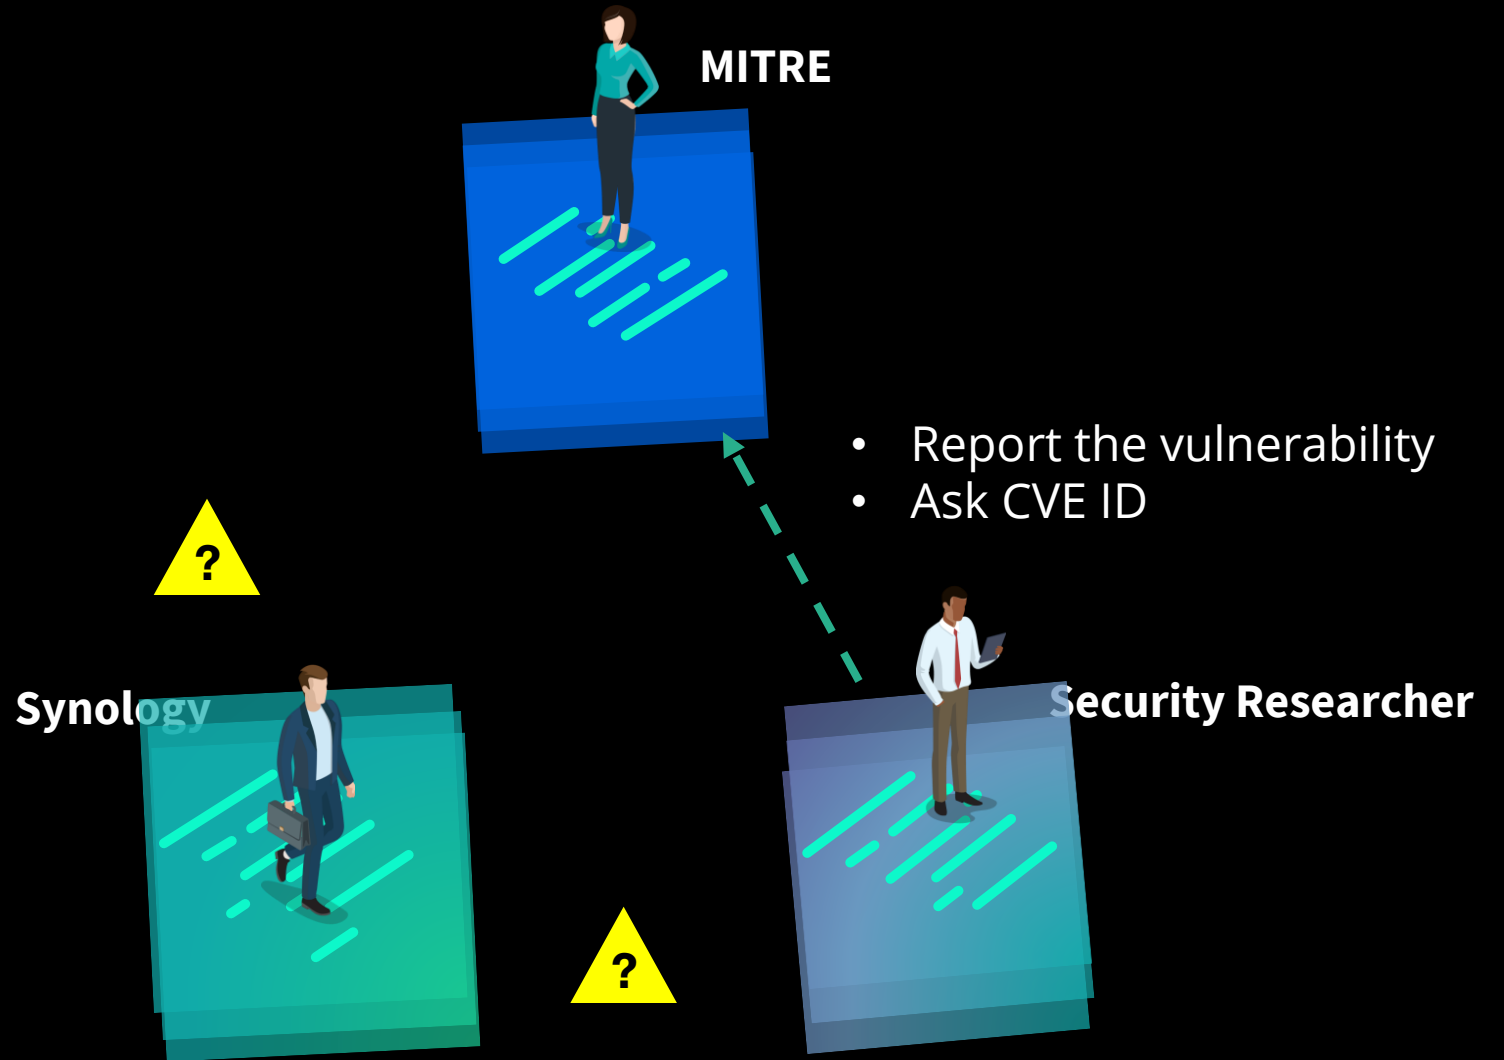 MITRE
• Report the vulnerability
• Ask CVE ID
?
Synology
Security Researcher
?